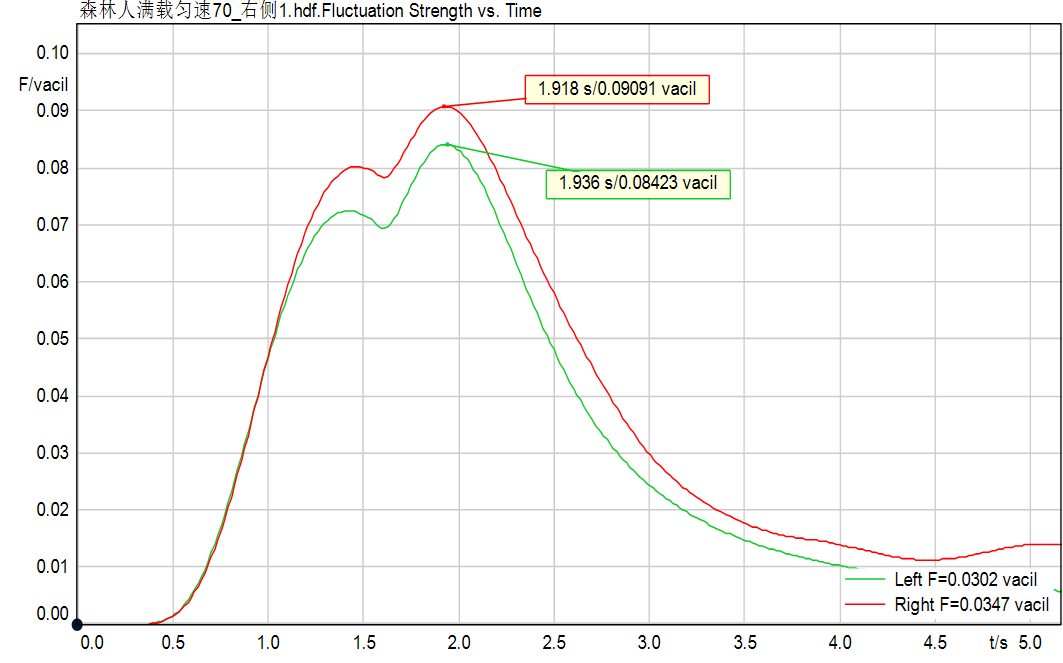 森林人满载匀速70_右侧1.hdf.Fluctuation Strength vs. Time
0.10
F/vacil
0.09
0.08
0.07
0.06
0.05
0.04
0.03
0.02
0.01
0.00
1.918 s/0.09091 vacil
1.936 s/0.08423 vacil
Left F=0.0302 vacil
Right F=0.0347 vacil
0.0 0.5 1.0 1.5 2.0 2.5 3.0 3.5 4.0 4.5 t/s 5.0